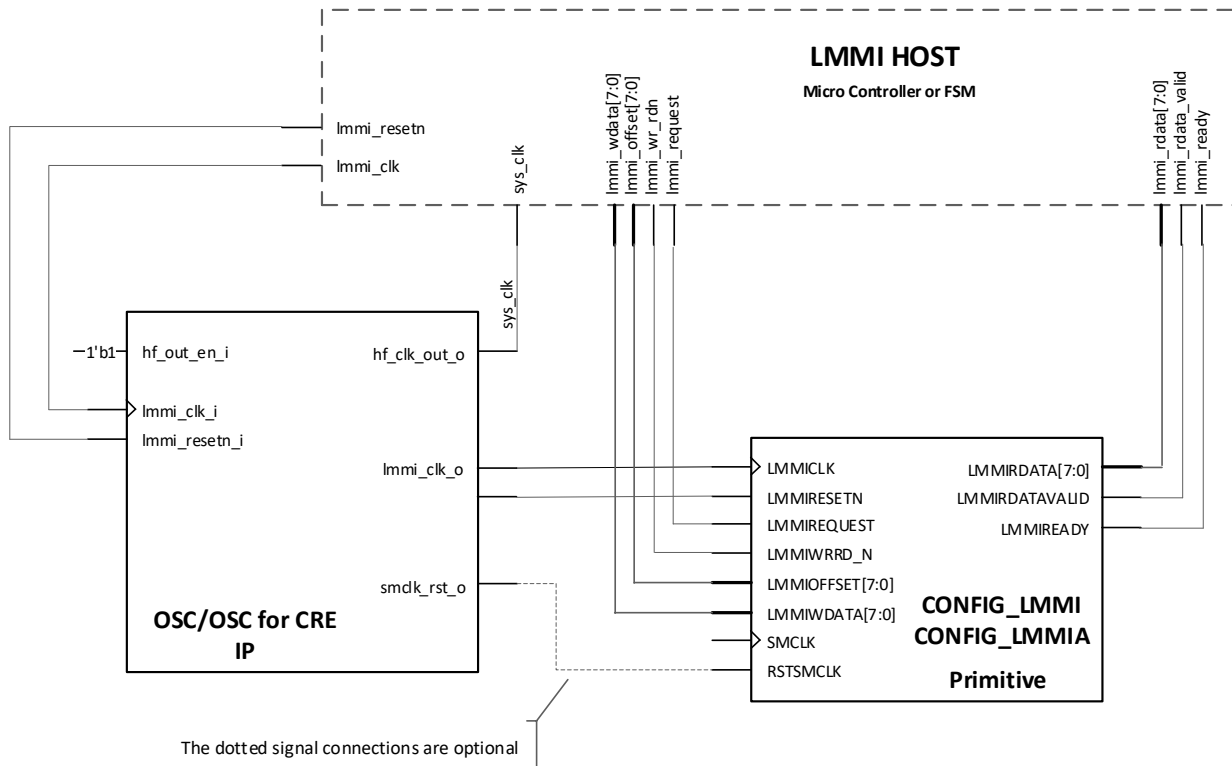 LMMI HOST
Micro Controller or FSM
lmmi_resetn
lmmi_clk
sys_clk
lmmi_wdata[7:0]
lmmi_offset[7:0]
lmmi_wr_rdn
lmmi_request
lmmi_rdata[7:0]
lmmi_rdata_valid
lmmi_ready
sys_clk
1'b1
hf_out_en_i
hf_clk_out_o
lmmi_clk_i
lmmi_resetn_i
lmmi_clk_o
smclk_rst_o
OSC/OSC for CRE
IP
LMMICLK
LMMIRESETN
LMMIREQUEST
LMMIWRRD_N
LMMIOFFSET[7:0]
LMMIWDATA[7:0]
SMCLK
RSTSMCLK
LMMIRDATA[7:0]
LMMIRDATAVALID
LMMIREADY
CONFIG_LMMI
CONFIG_LMMIA
Primitive
The dotted signal connections are optional